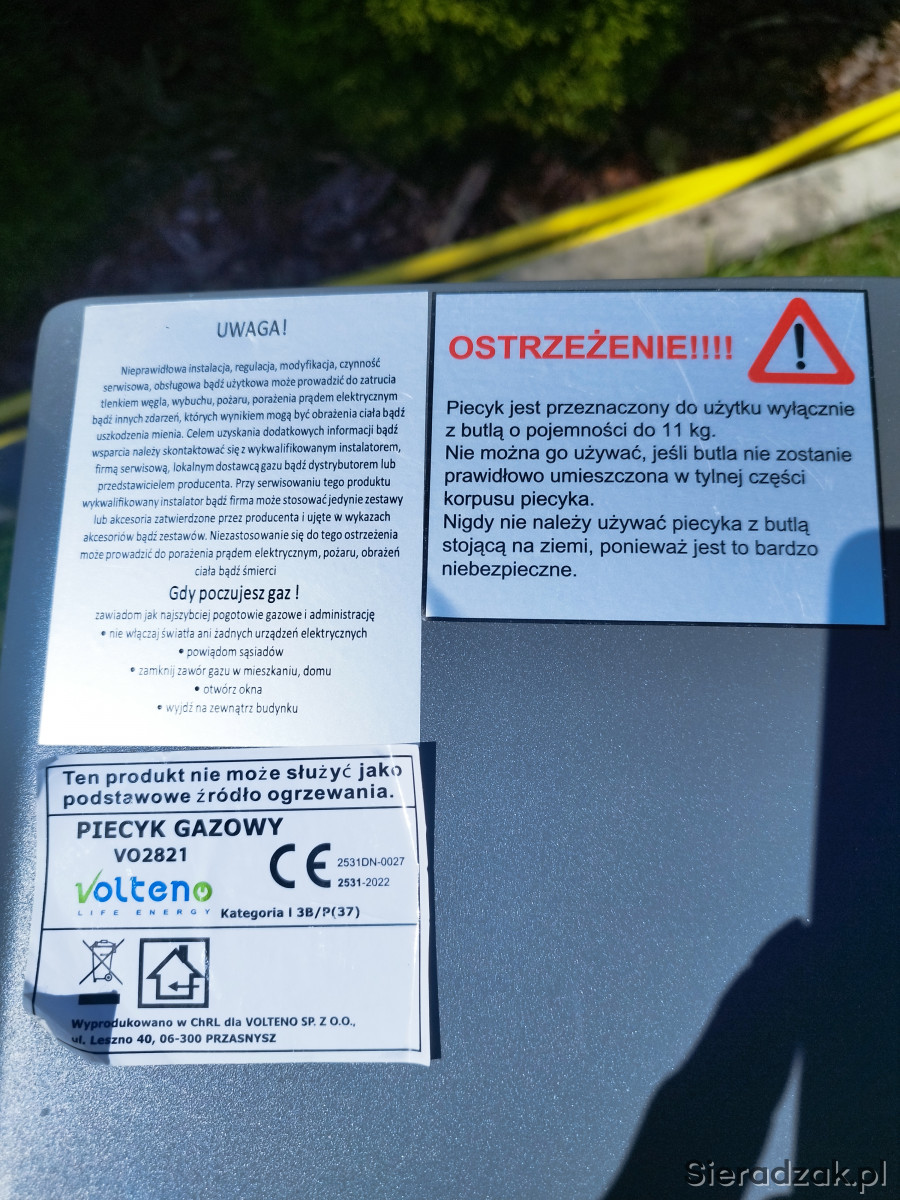 UWAGA!
Nieprawidłowa instalacja, regulacja, modyfikacja, czynność
serwisowa, obsługowa bądź użytkowa może prowadzić do zatrucia
tlenkiem węgla, wybuchu, pożaru, porażenia prądem elektrycznym
bądź innych zdarzeń, których wynikiem mogą być obrażenia ciała bądź
uszkodzenia mienia. Celem uzyskania dodatkowych informacji bądź
wsparcia należy skontaktować się z wykwalifikowanym instalatorem,
firmą serwisową, lokalnym dostawcą gazu bądź dystrybutorem lub
przedstawicielem producenta. Przy serwisowaniu tego produktu
wykwalifikowany instalator bądź firma może stosować jedynie zestawy
lub akcesoria zatwierdzone przez producenta i ujęte w wykazach
akcesoriów bądź zestawów. Niezastosowanie się do tego ostrzeżenia
może prowadzić do porażenia prądem elektrycznym, pożaru, obrażeń
ciała bądź śmierci
Gdy poczujesz gaz !
zawiadom jak najszybciej pogotowie gazowe i administrację
• nie włączaj światła ani żadnych urządzeń elektrycznych
• powiądom sąsiadów
• zamknij zawór gazu w mieszkaniu, domu
• otwórz okna
• wyjdź na zewnątrz budynku
OSTRZEŻENIE!!!!
!
Piecyk jest przeznaczony do użytku wyłącznie
z butlą o pojemności do 11 kg.
Nie można go używać, jeśli butla nie zostanie
prawidłowo umieszczona w tylnej części
korpusu piecyka.
Nigdy nie należy używać piecyka z butlą
stojącą na ziemi, ponieważ jest to bardzo
niebezpieczne.
Ten produkt nie może służyć jako
podstawowe źródło ogrzewania.
PIECYK GAZOWY
VO2821
CE
2531DN-0027
2531-2022
Volteno
LIFE ENERGY
Kategoria I 3B/P(37)
Wyprodukowano w ChRL dla VOLTENO SP. Z O.O.,
ul. Leszno 40, 06-300 PRZASNYSZ
Sieradzak.pl